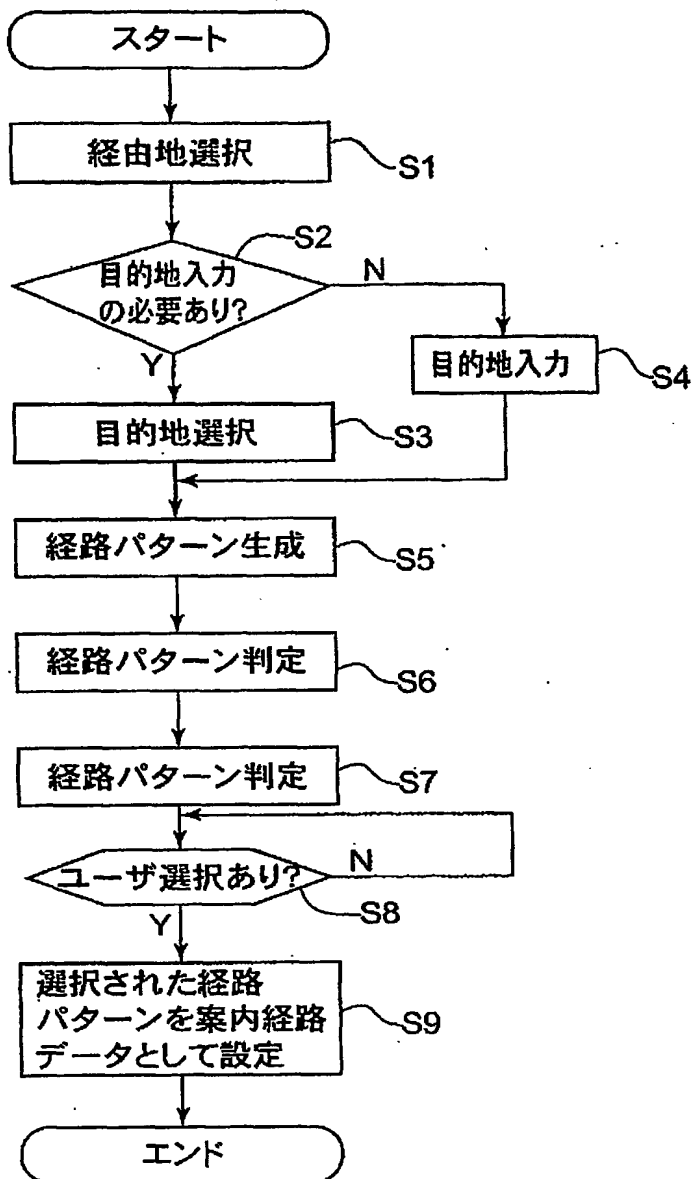 スタート
経由地選択
S1
S2
目的地入力
の必要あり?
N
Y
目的地入力
S4
目的地選択
S3
経路パターン生成
S5
経路パターン判定
S6
経路パターン判定
S7
ユーザ選択あり?
N
S8
Y
選択された経路
パターンを案内経路
データとして設定
S9
エンド